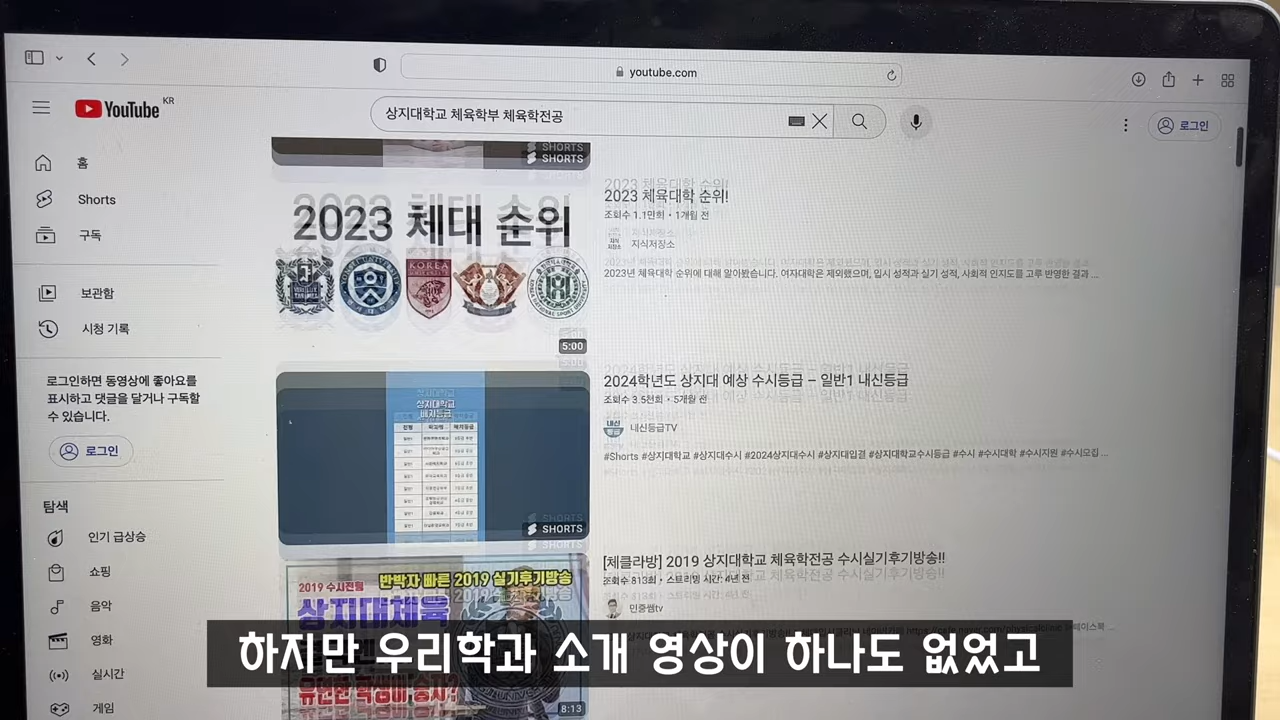 youtube.com
YouTube KR
상지대학교 체육학부 체육학전공
로그인
홈
Shorts
구독
보관함
시청 기록
로그인하면 동영상에 좋아요를
표시하고 댓글을 달거나 구독할
수 있습니다.
로그인
탐색
인기 급상승
쇼핑
음악
영화
실시간
게임
SHORTS
2023 체대 순위
KOREA
5:00
2023 체육대학 순위!
조회수 1.1만회 • 1개월 전
지식저장소
2023년 체육대학 순위에 대해 알아봤습니다. 여자대학은 제외했으며, 입시 성적과 실기 성적, 사회적 인지도를 고루 반영한 결과 ...
상지대학교
SHORTS
2024학년도 상지대 예상 수시등급 – 일반1 내신등급
조회수 3.5천회 • 5개월 전
내신등급TV
#Shorts #상지대학교 #상지대수시 #2024상지대수시 #상지대입결 #상지대학교수시등급 #수시 #수시대학 #수시지원 #수시모집 ...
2019 수시전형
반박자 빠른 2019 실기후기방송
상지대체육
8:13
[체클라방] 2019 상지대학교 체육학전공 수시실기후기방송!!
조회수 813회 • 스트리밍 시간: 4년 전
민중쌤tv
하지만 우리학과 소개 영상이 하나도 없었고